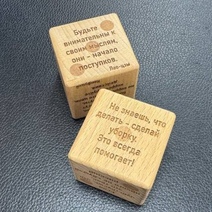 Будьте
внимательны к
своим мыслям,
они - начало
поступков.
Лао-цзы
Не знаешь, что
делать - сделай
уборку.
Это всегда
помогает!